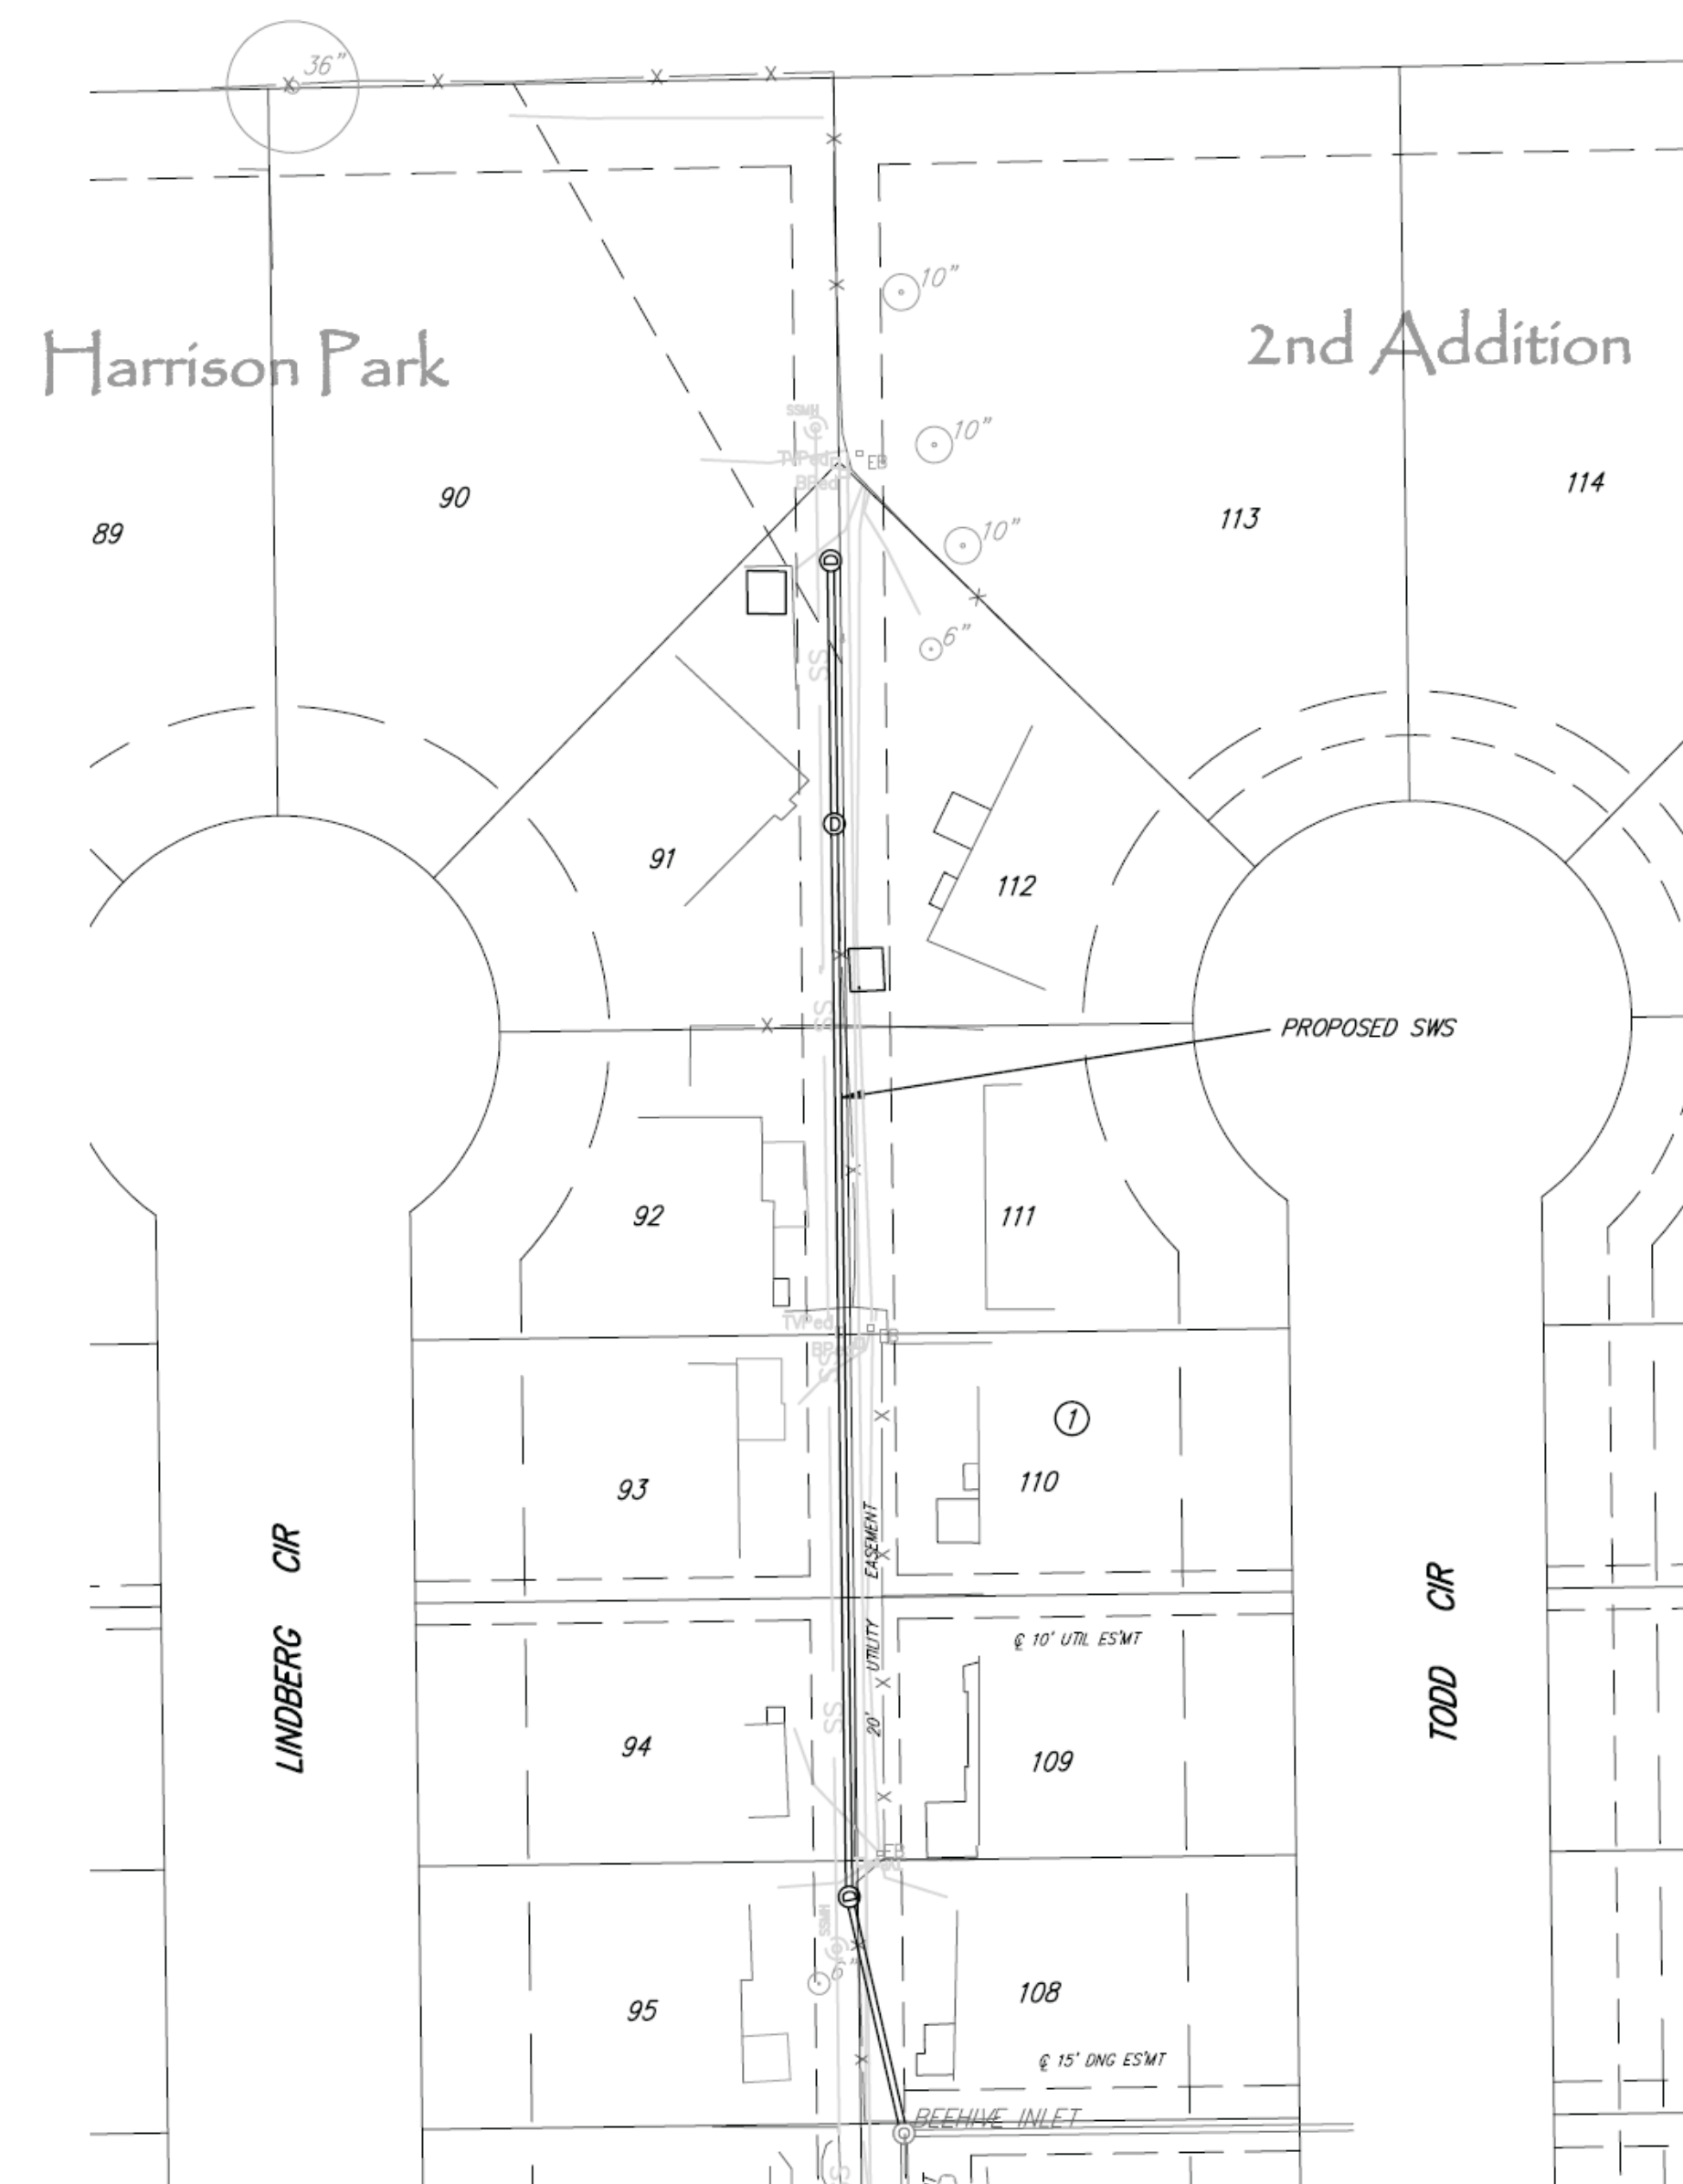 36"
10"
Harrison Park
2nd Addition
SSMH
10"
TVPed
EB
BPed
90
114
113
89
10"
D
6"
SS
D
91
112
SS
PROPOSED SWS
92
111
TVPed
EB
SS
1
93
110
LINDBERG CIR
20' UTILITY EASEMENT
TODD CIR
℄ 10' UTIL ES'MT
SS
94
109
EB
D
SSMH
6"
108
95
℄ 15' DNG ES'MT
BEEHIVE INLET
SS